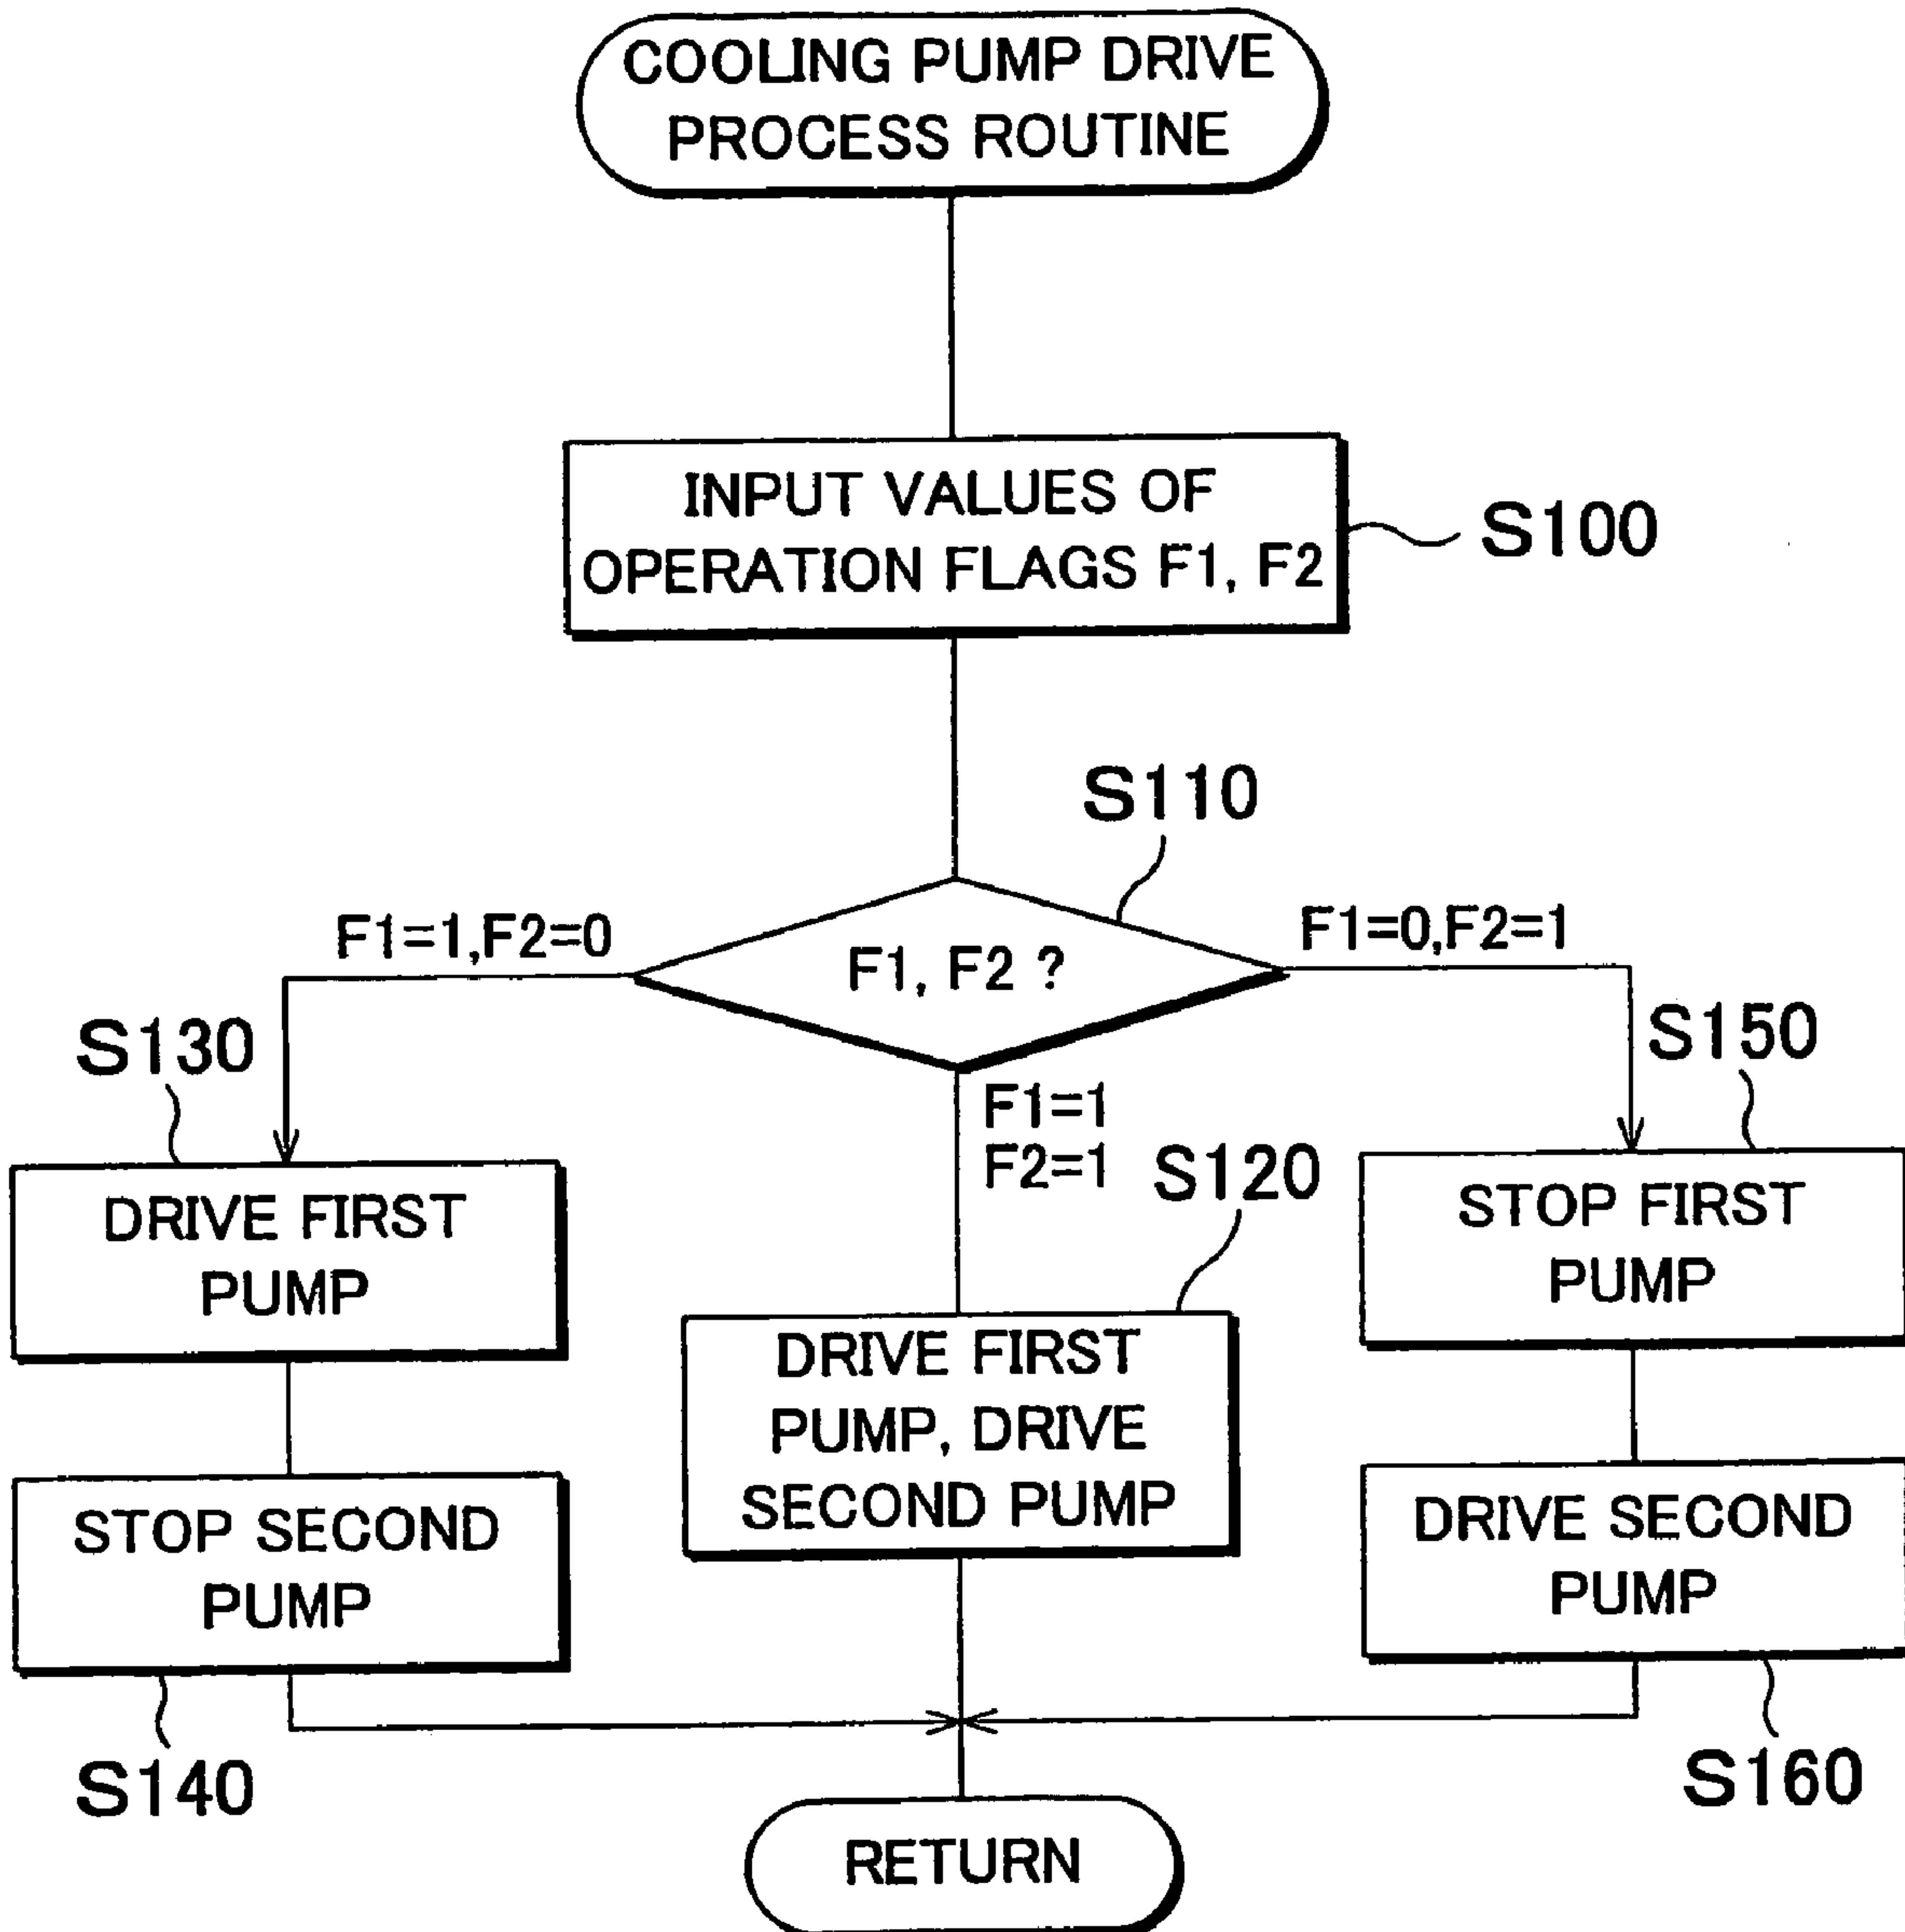 COOLING PUMP DRIVE
PROCESS ROUTINE
INPUT VALUES OF
OPERATION FLAGS F1, F2
S100
S110
F1=1,F2=0
F1, F2 ?
F1=0,F2=1
S130
S150
F1=1
F2=1
S120
DRIVE FIRST
PUMP
STOP FIRST
PUMP
DRIVE FIRST
PUMP, DRIVE
SECOND PUMP
STOP SECOND
PUMP
DRIVE SECOND
PUMP
S140
S160
RETURN